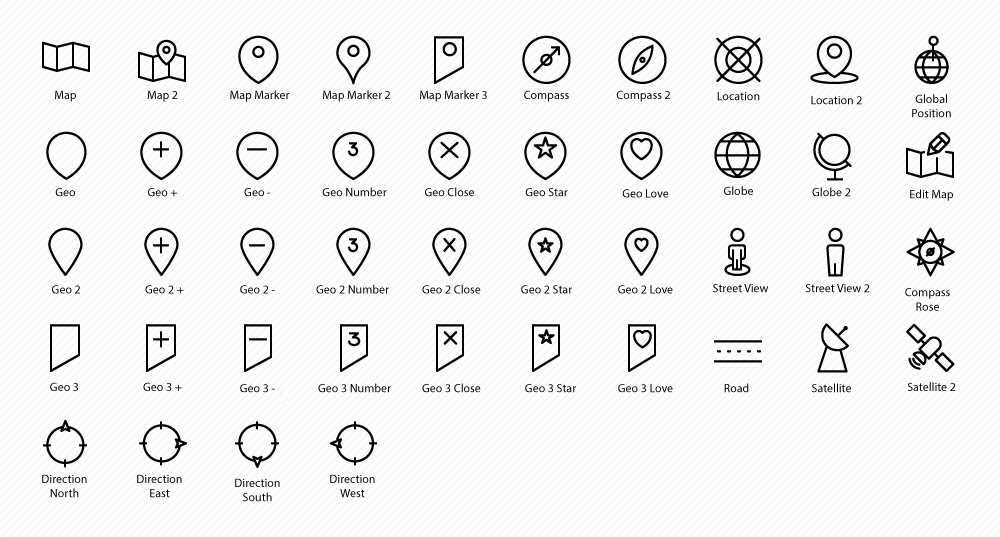 Map
Map 2
Map Marker
Map Marker 2
Map Marker 3
Compass
Compass 2
Location
Location 2
Global
Position
Geo
Geo +
Geo -
3
Geo Number
Geo Close
Geo Star
Geo Love
Globe
Globe 2
Edit Map
Geo 2
Geo 2 +
Geo 2 -
3
Geo 2 Number
Geo 2 Close
Geo 2 Star
Geo 2 Love
Street View
Street View 2
Compass
Rose
Geo 3
Geo 3 +
Geo 3 -
3
Geo 3 Number
Geo 3 Close
Geo 3 Star
Geo 3 Love
Road
Satellite
Satellite 2
Direction
North
Direction
East
Direction
South
Direction
West